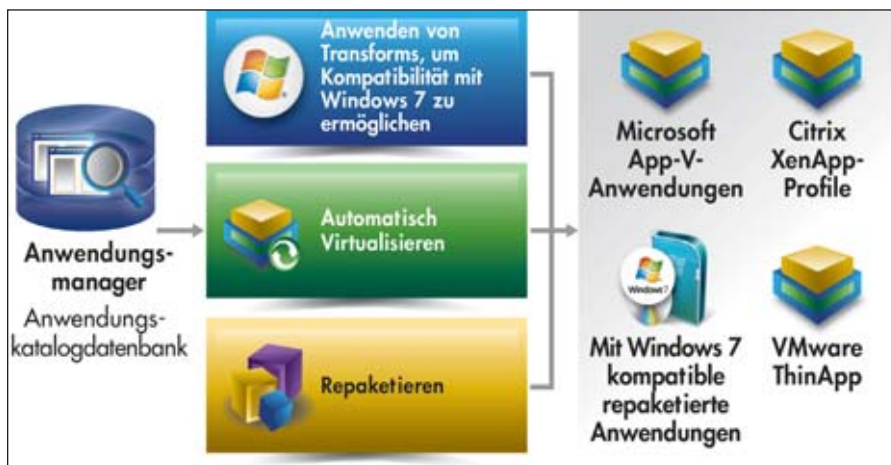 Anwendungs-
manager
Anwendungs-
katalogdatenbank
Anwenden von
Transforms, um
Kompatibilität mit
Windows 7 zu
ermöglichen
Automatisch
Virtualisieren
Repaketieren
Microsoft
App-V-
Anwendungen
Citrix
XenApp-
Profile
Windows 7
Mit Windows 7
kompatible
repaketierte
Anwendungen
VMware
ThinApp